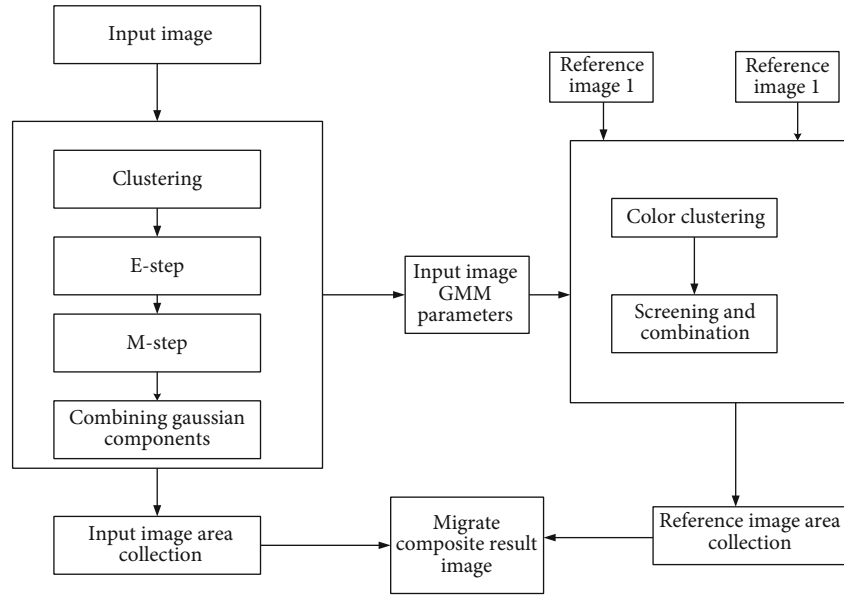 Input image
Reference
image 1
Reference
image 1
Clustering
E-step
M-step
Combining gaussian
components
Input image
GMM
parameters
Color clustering
Screening and
combination
Input image area
collection
Migrate
composite result
image
Reference image area
collection